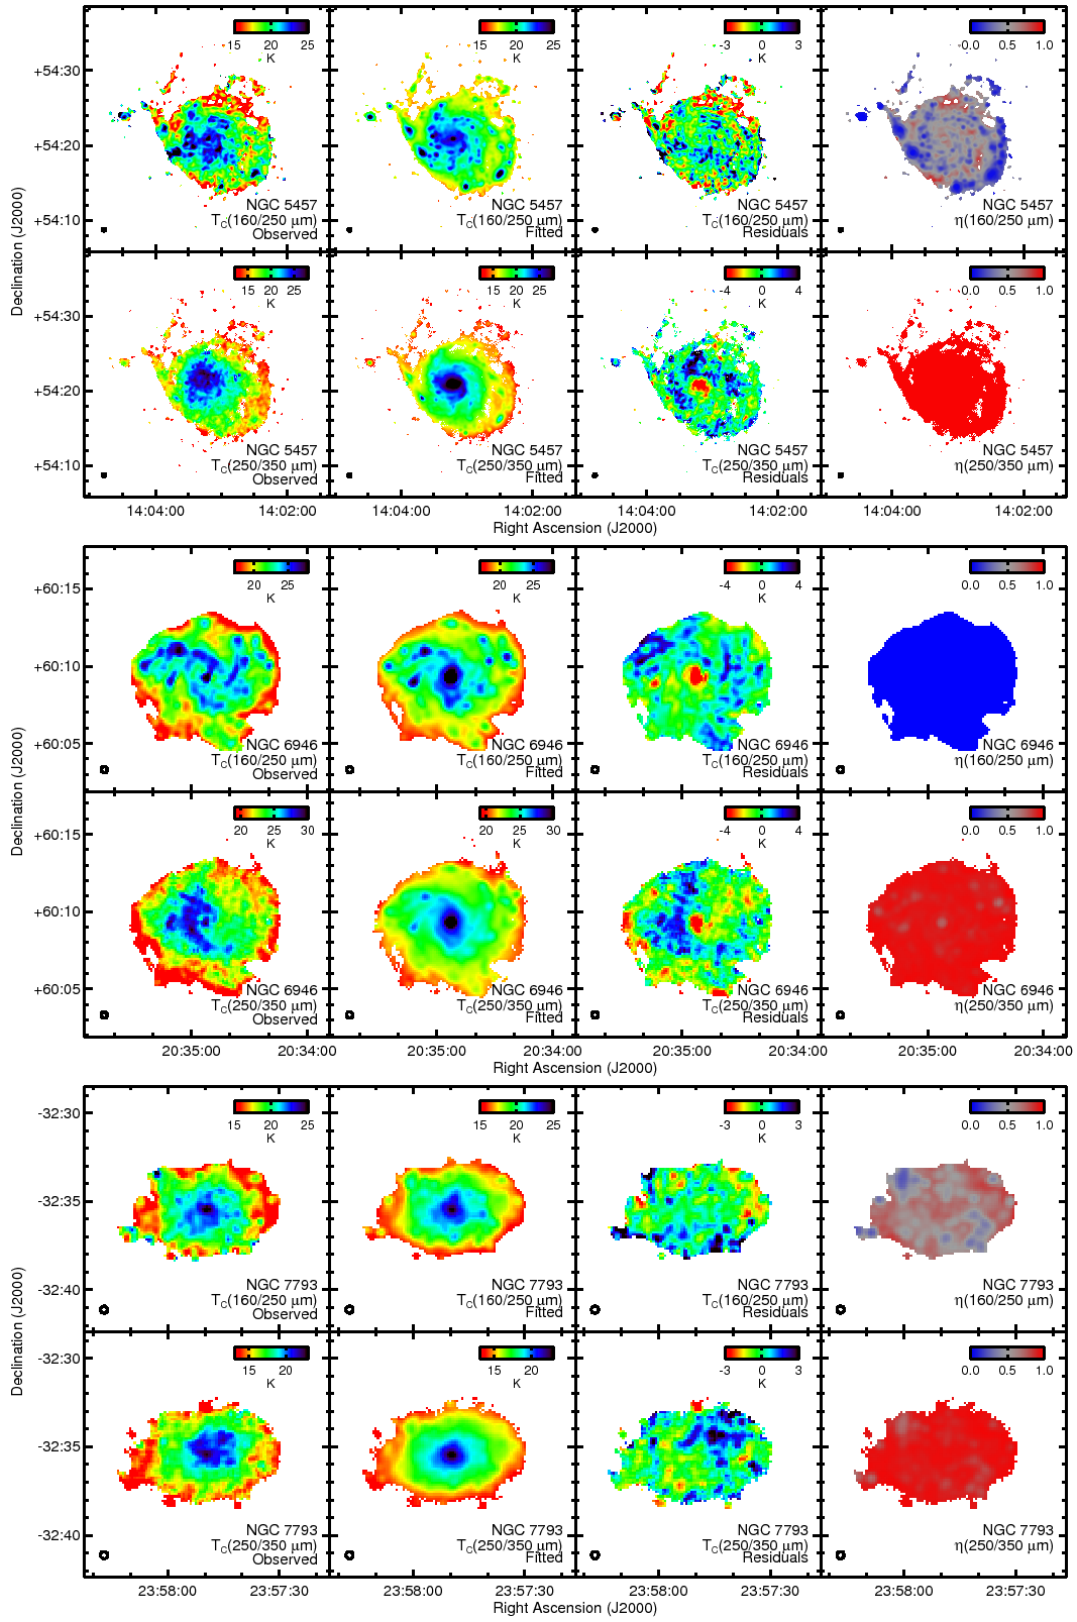 15 20 25 15 20 25 -3 0 3 -0.0 0.5 1.0
K K K
+54:30
+54:20
+54:10
NGC 5457 NGC 5457 NGC 5457 NGC 5457
T_C(160/250 μm) T_C(160/250 μm) T_C(160/250 μm) η(160/250 μm)
Observed Fitted Residuals
Declination (J2000)
15 20 25 15 20 25 -4 0 4 0.0 0.5 1.0
K K K
+54:30
+54:20
+54:10
NGC 5457 NGC 5457 NGC 5457 NGC 5457
T_C(250/350 μm) T_C(250/350 μm) T_C(250/350 μm) η(250/350 μm)
Observed Fitted Residuals
14:04:00 14:02:00 14:04:00 14:02:00 14:04:00 14:02:00 14:04:00 14:02:00
Right Ascension (J2000)
20 25 20 25 -4 0 4 0.0 0.5 1.0
K K K
+60:15
+60:10
+60:05
NGC 6946 NGC 6946 NGC 6946 NGC 6946
T_C(160/250 μm) T_C(160/250 μm) T_C(160/250 μm) η(160/250 μm)
Observed Fitted Residuals
Declination (J2000)
20 25 30 20 25 30 -4 0 4 0.0 0.5 1.0
K K K
+60:15
+60:10
+60:05
NGC 6946 NGC 6946 NGC 6946 NGC 6946
T_C(250/350 μm) T_C(250/350 μm) T_C(250/350 μm) η(250/350 μm)
Observed Fitted Residuals
20:35:00 20:34:00 20:35:00 20:34:00 20:35:00 20:34:00 20:35:00 20:34:00
Right Ascension (J2000)
15 20 25 15 20 25 -3 0 3 0.0 0.5 1.0
K K K
-32:30
-32:35
-32:40
NGC 7793 NGC 7793 NGC 7793 NGC 7793
T_C(160/250 μm) T_C(160/250 μm) T_C(160/250 μm) η(160/250 μm)
Observed Fitted Residuals
Declination (J2000)
15 20 15 20 -3 0 3 0.0 0.5 1.0
K K K
-32:30
-32:35
-32:40
NGC 7793 NGC 7793 NGC 7793 NGC 7793
T_C(250/350 μm) T_C(250/350 μm) T_C(250/350 μm) η(250/350 μm)
Observed Fitted Residuals
23:58:00 23:57:30 23:58:00 23:57:30 23:58:00 23:57:30 23:58:00 23:57:30
Right Ascension (J2000)